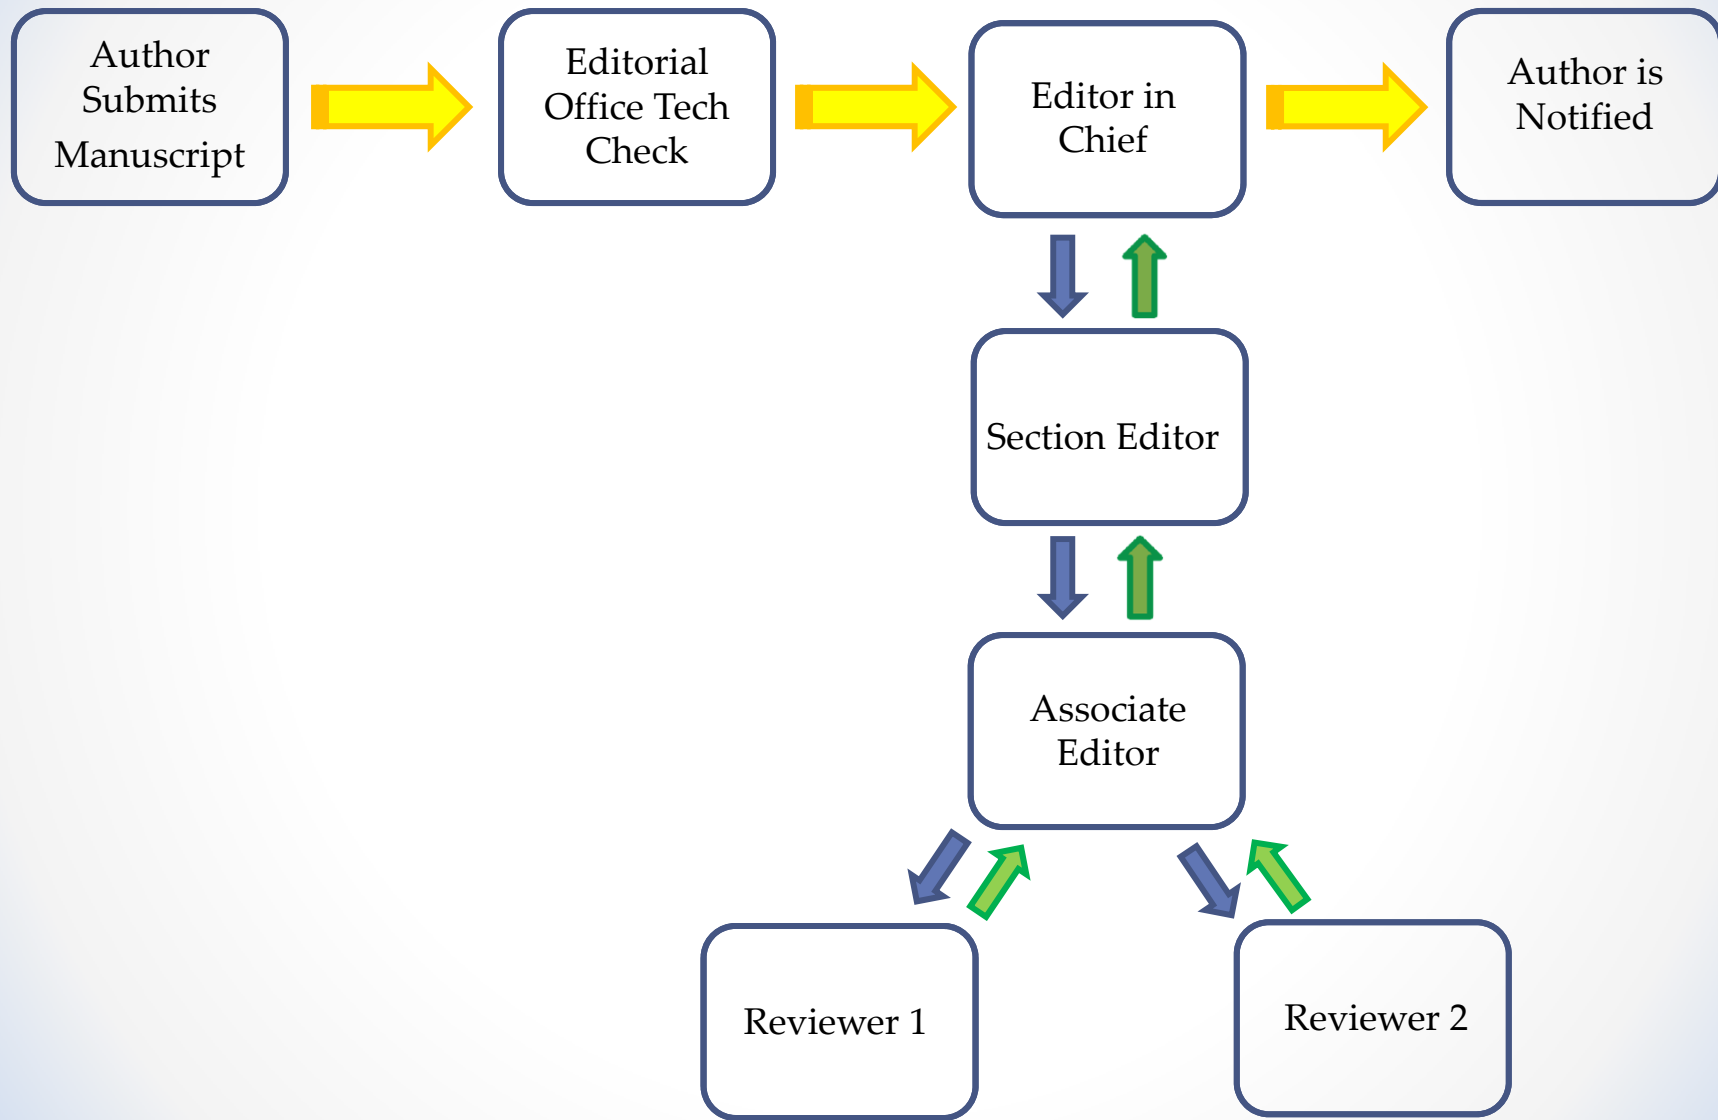 Author
Submits
Manuscript
Editorial
Office Tech
Check
Editor in
Chief
Author is
Notified
Section Editor
Associate
Editor
Reviewer 1
Reviewer 2